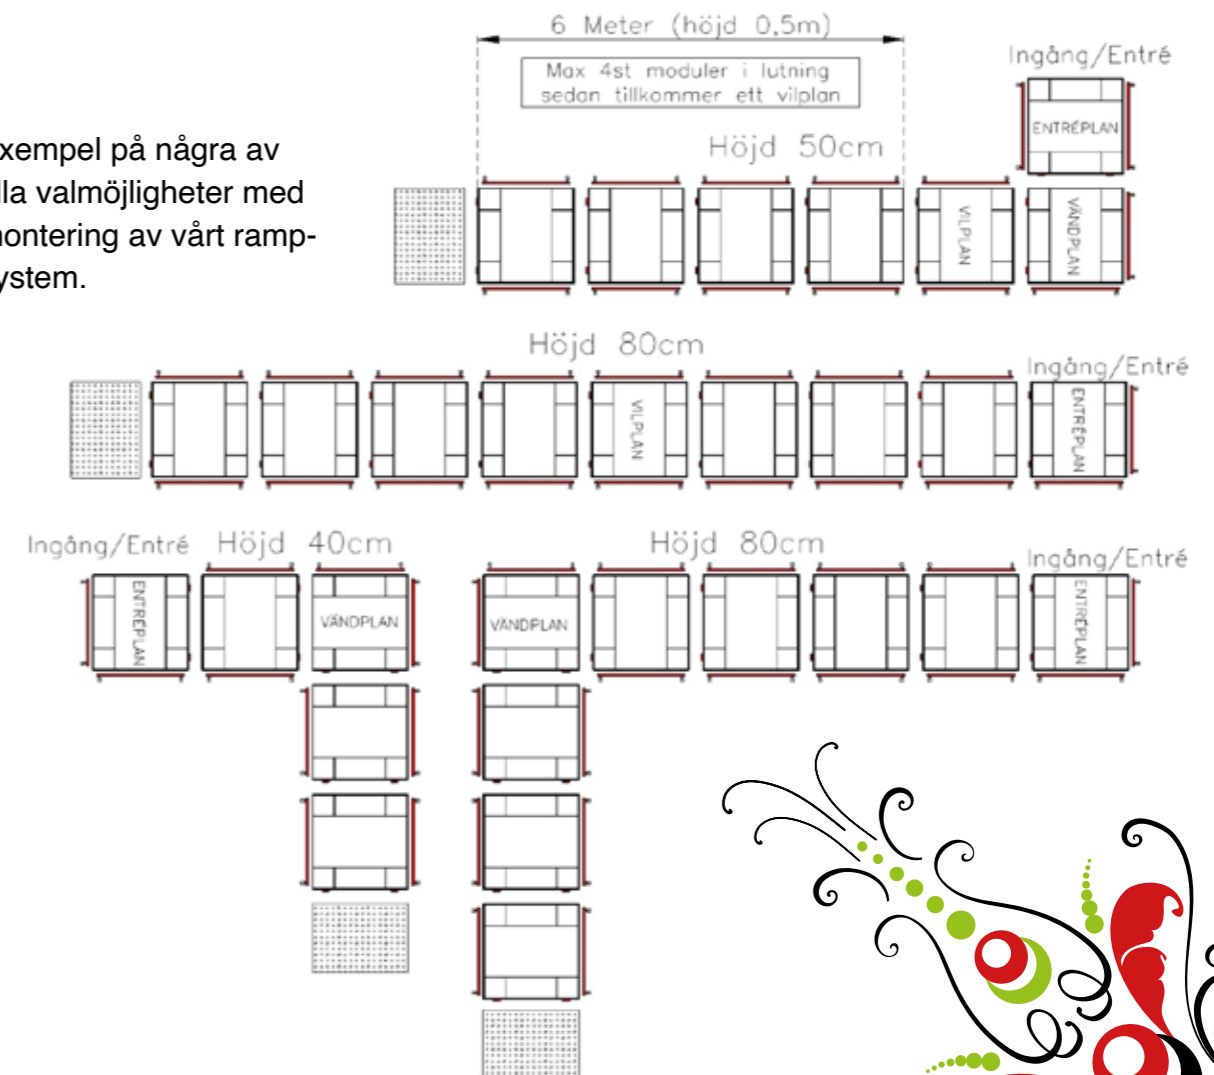 6 Meter (höjd 0,5m)
Max 4st moduler i lutning
sedan tillkommer ett vilplan
Ingång/Entré
ENTRÉPLAN
xempel på några av
lla valmöjligheter med
ontering av vårt ramp-
ystem.
Höjd 50cm
VILPLAN
VÄNDPLAN
Höjd 80cm
Ingång/Entré
VILPLAN
ENTRÉPLAN
Ingång/Entré
Höjd 40cm
ENTRÉPLAN
VÄNDPLAN
Höjd 80cm
Ingång/Entré
VÄNDPLAN
ENTRÉPLAN